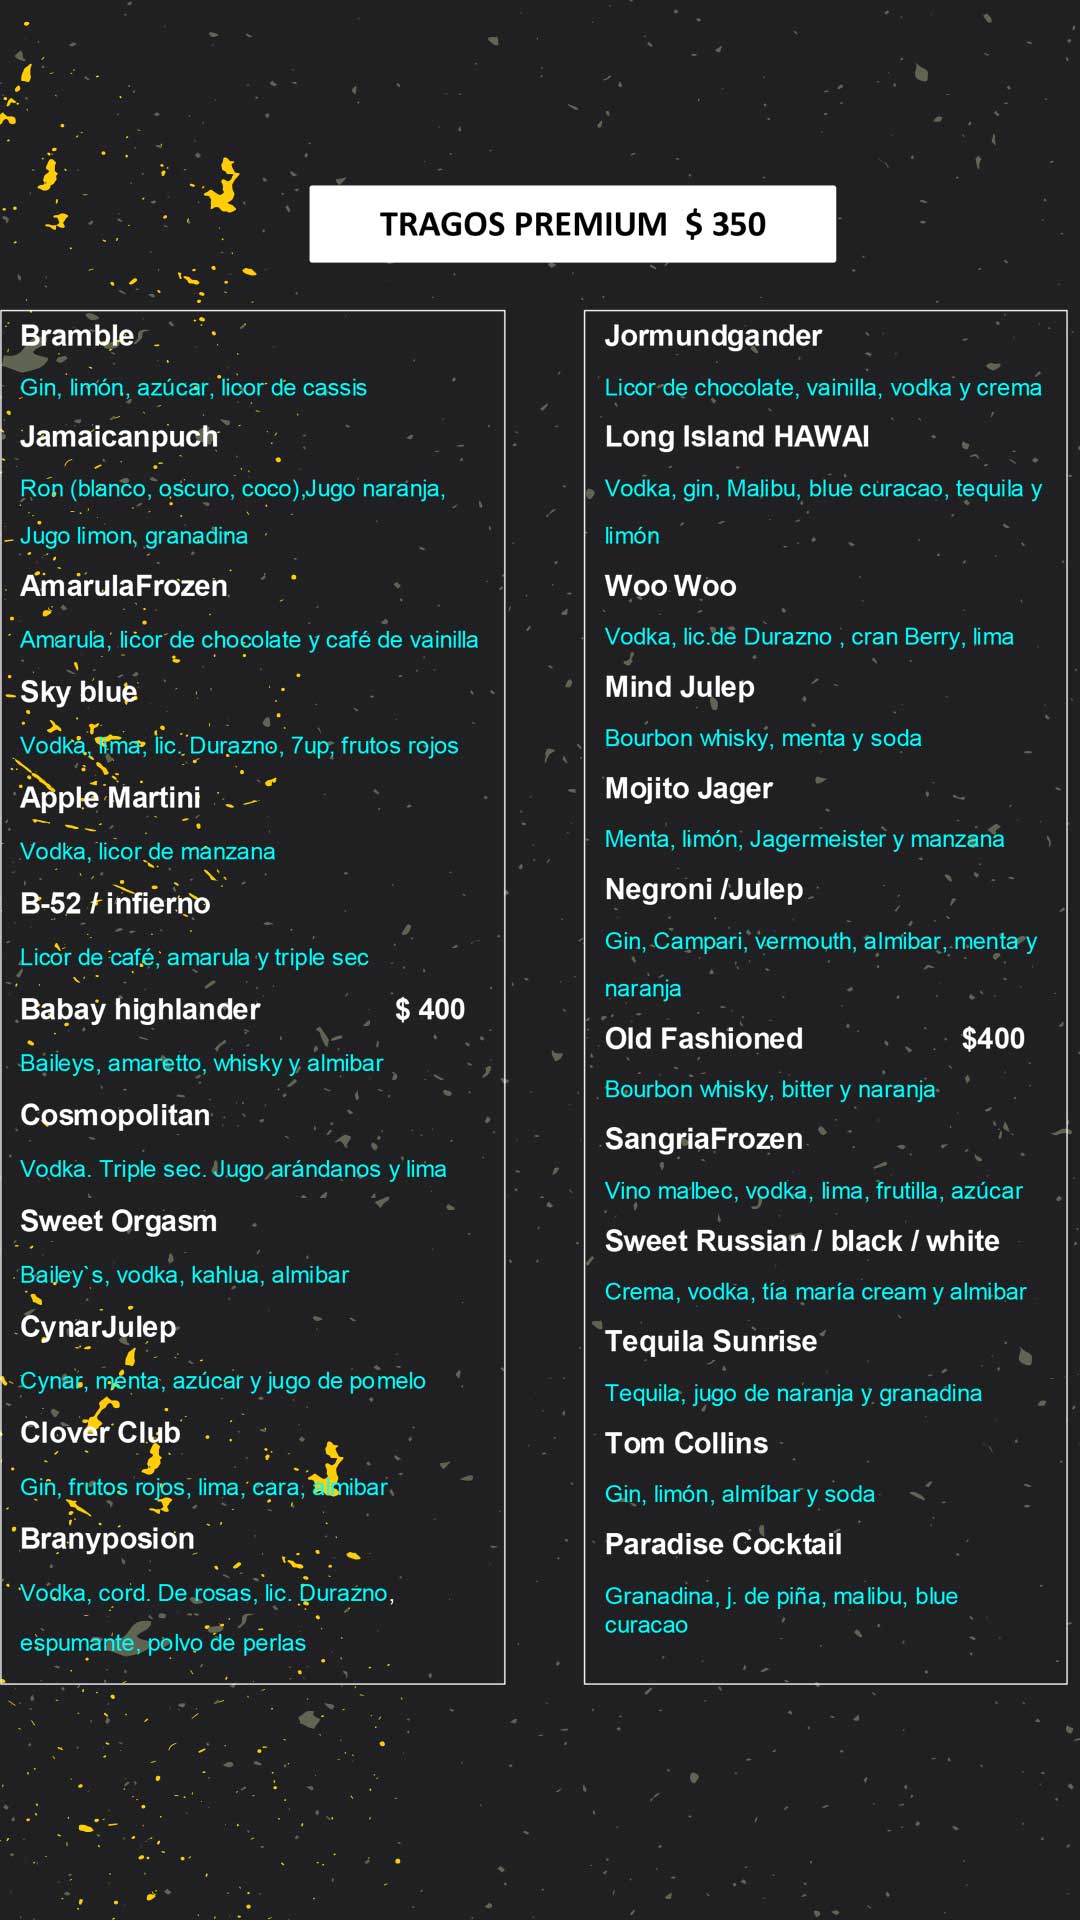 TRAGOS PREMIUM $ 350
Bramble
Gin, limón, azúcar, licor de cassis
Jamaicanpuch
Ron (blanco, oscuro, coco),Jugo naranja,
Jugo limon, granadina
AmarulaFrozen
Amarula, licor de chocolate y café de vainilla
Sky blue
Vodka, lima, lic. Durazno, 7up, frutos rojos
Apple Martini
Vodka, licor de manzana
B-52 / infierno
Licor de café, amarula y triple sec
Babay highlander $ 400
Baileys, amaretto, whisky y almibar
Cosmopolitan
Vodka. Triple sec. Jugo arándanos y lima
Sweet Orgasm
Bailey`s, vodka, kahlua, almibar
CynarJulep
Cynar, menta, azúcar y jugo de pomelo
Clover Club
Gin, frutos rojos, lima, cara, almibar
Branyposion
Vodka, cord. De rosas, lic. Durazno,
espumante, polvo de perlas
Jormundgander
Licor de chocolate, vainilla, vodka y crema
Long Island HAWAI
Vodka, gin, Malibu, blue curacao, tequila y
limón
Woo Woo
Vodka, lic.de Durazno , cran Berry, lima
Mind Julep
Bourbon whisky, menta y soda
Mojito Jager
Menta, limón, Jagermeister y manzana
Negroni /Julep
Gin, Campari, vermouth, almibar, menta y
naranja
Old Fashioned $400
Bourbon whisky, bitter y naranja
SangriaFrozen
Vino malbec, vodka, lima, frutilla, azúcar
Sweet Russian / black / white
Crema, vodka, tía maría cream y almibar
Tequila Sunrise
Tequila, jugo de naranja y granadina
Tom Collins
Gin, limón, almíbar y soda
Paradise Cocktail
Granadina, j. de piña, malibu, blue
curacao